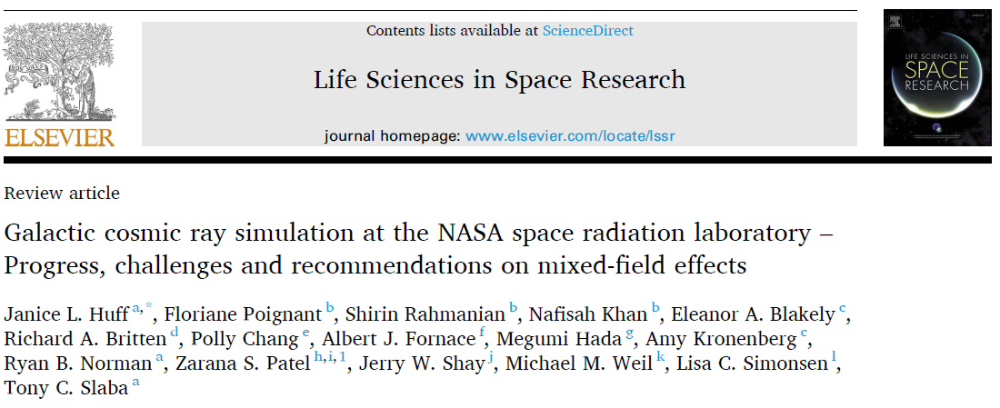 Contents lists available at ScienceDirect
Life Sciences in Space Research
journal homepage: www.elsevier.com/locate/lssr
ELSEVIER
LIFE SCIENCES IN
SPACE
RESEARCH
Review article
Galactic cosmic ray simulation at the NASA space radiation laboratory –
Progress, challenges and recommendations on mixed-field effects
Janice L. Huff a,*, Floriane Poignant b, Shirin Rahmanian b, Nafisah Khan b, Eleanor A. Blakely c,
Richard A. Britten d, Polly Chang e, Albert J. Fornace f, Megumi Hada g, Amy Kronenberg c,
Ryan B. Norman a, Zarana S. Patel h,i,1, Jerry W. Shay j, Michael M. Weil k, Lisa C. Simonsen l,
Tony C. Slaba a